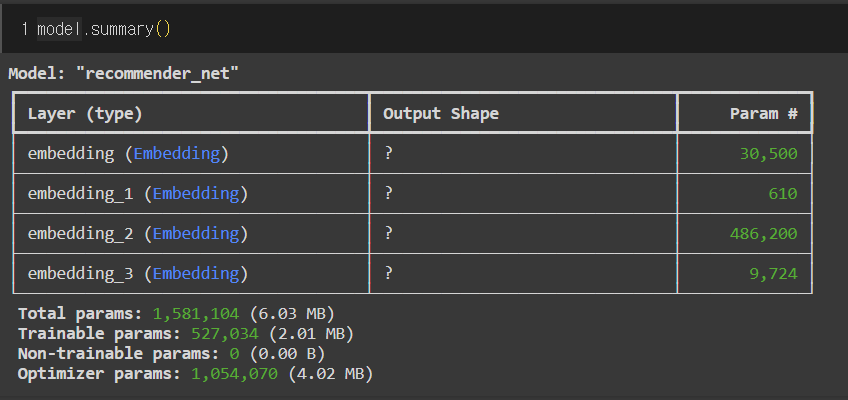 1 model.summary()
Model: "recommender_net"
Layer (type) Output Shape Param #
embedding (Embedding) ? 30,500
embedding_1 (Embedding) ? 610
embedding_2 (Embedding) ? 486,200
embedding_3 (Embedding) ? 9,724
Total params: 1,581,104 (6.03 MB)
Trainable params: 527,034 (2.01 MB)
Non-trainable params: 0 (0.00 B)
Optimizer params: 1,054,070 (4.02 MB)